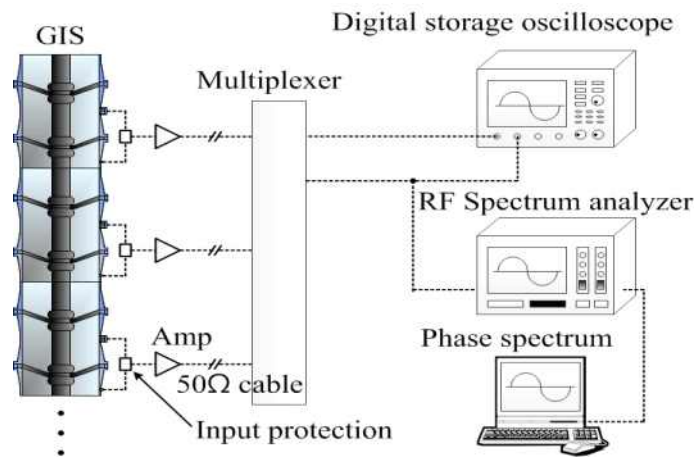 GIS
Digital storage oscilloscope
Multiplexer
RF Spectrum analyzer
Phase spectrum
Amp
50Ω cable
Input protection